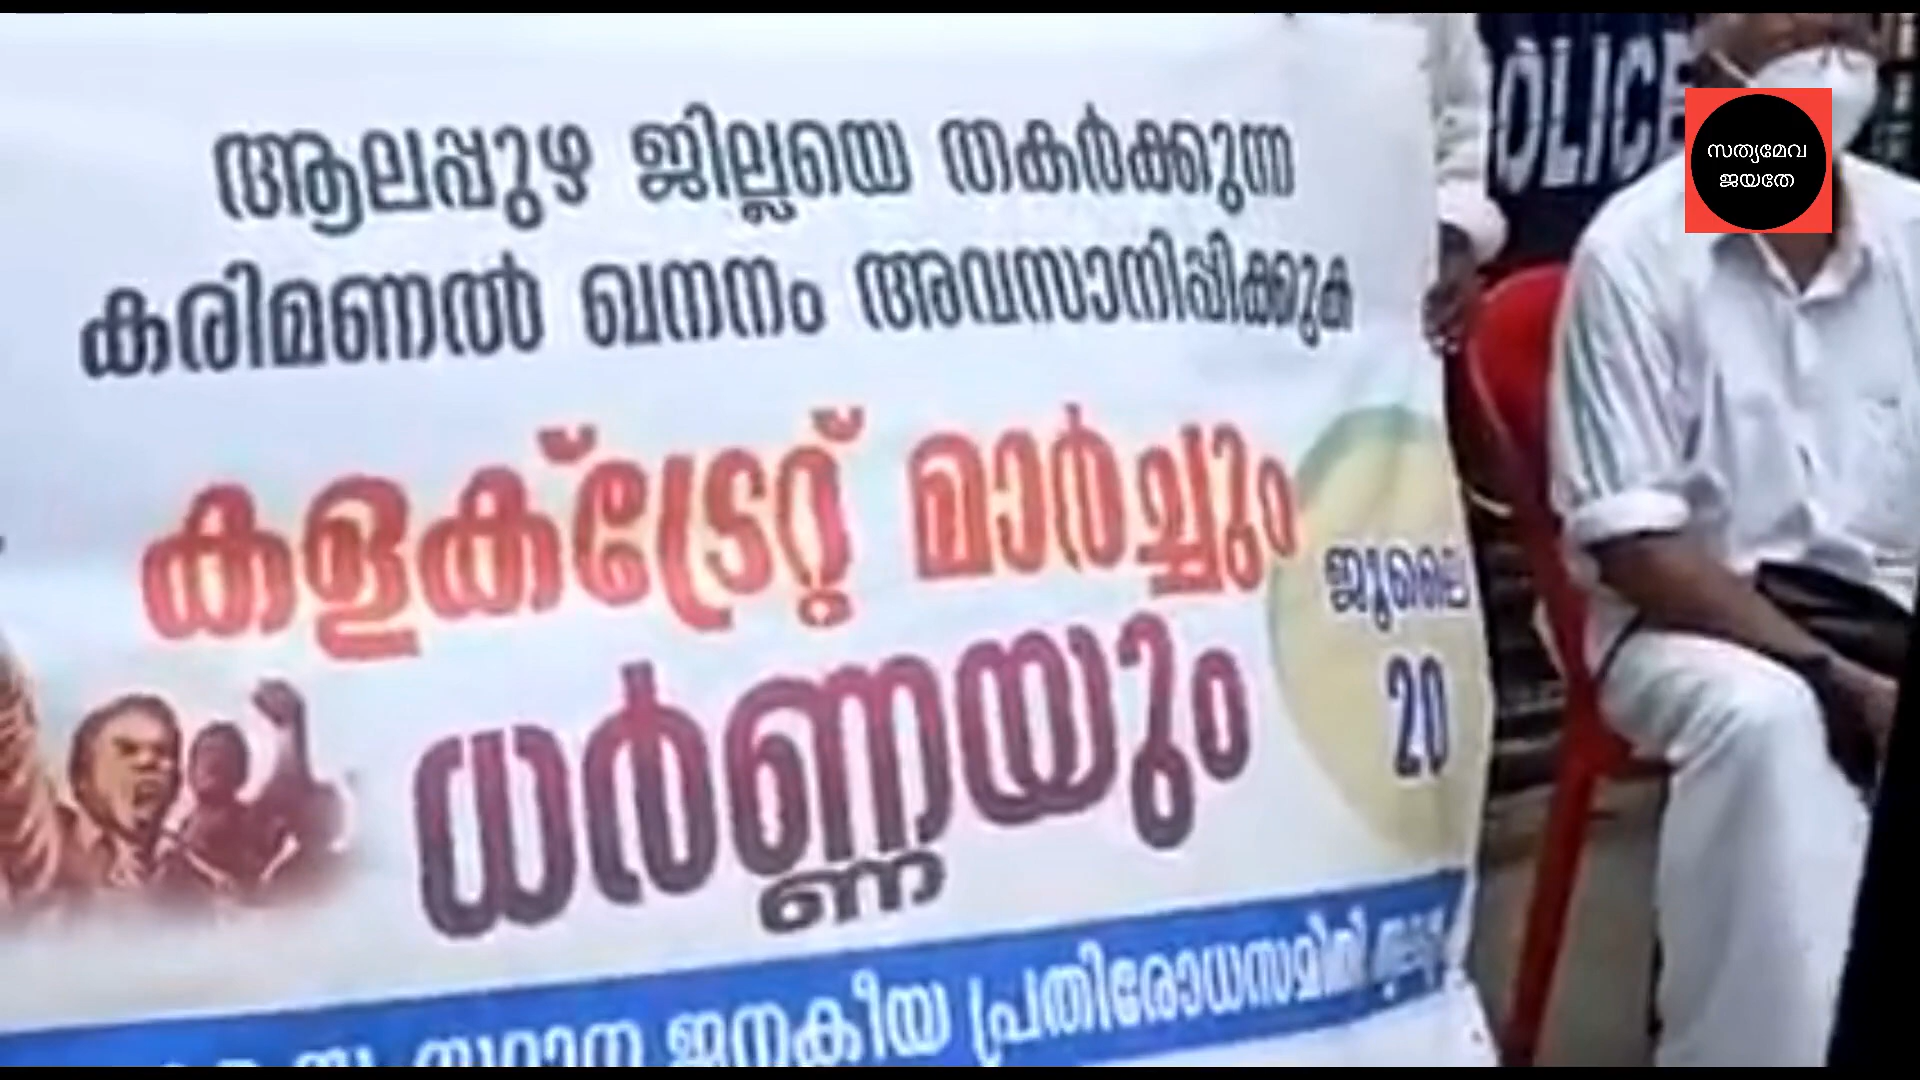 ആലപ്പുഴ ജില്ലയെ തകർക്കുന്ന
കരിമണൽ ഖനനം അവസാനിപ്പിക്കുക
കളക്ട്രേറ്റ് മാർച്ചും
ധർണ്ണയും
ജൂലൈ
20
ജനകീയ പ്രതിരോധസമിതി
POLICE
സത്യമേവ
ജയതേ